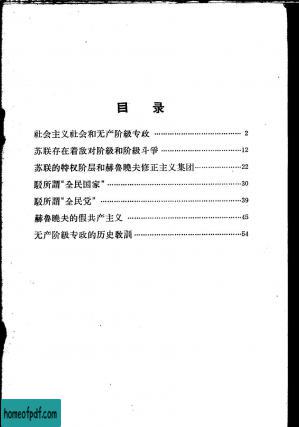 目 录
社会主义社会和无产阶級专政 ………………………………… 2
苏联存在着敌对阶級和阶級斗爭 ……………………………12
苏联的特权阶层和赫魯曉夫修正主义集团………22
駁所謂“全民国家” ……………………………………………30
駁所謂“全民党” ………………………………………………39
赫魯曉夫的假共产主义 ………………………………………45
无产阶級专政的历史教訓………………………………………54
homeofpdf.com